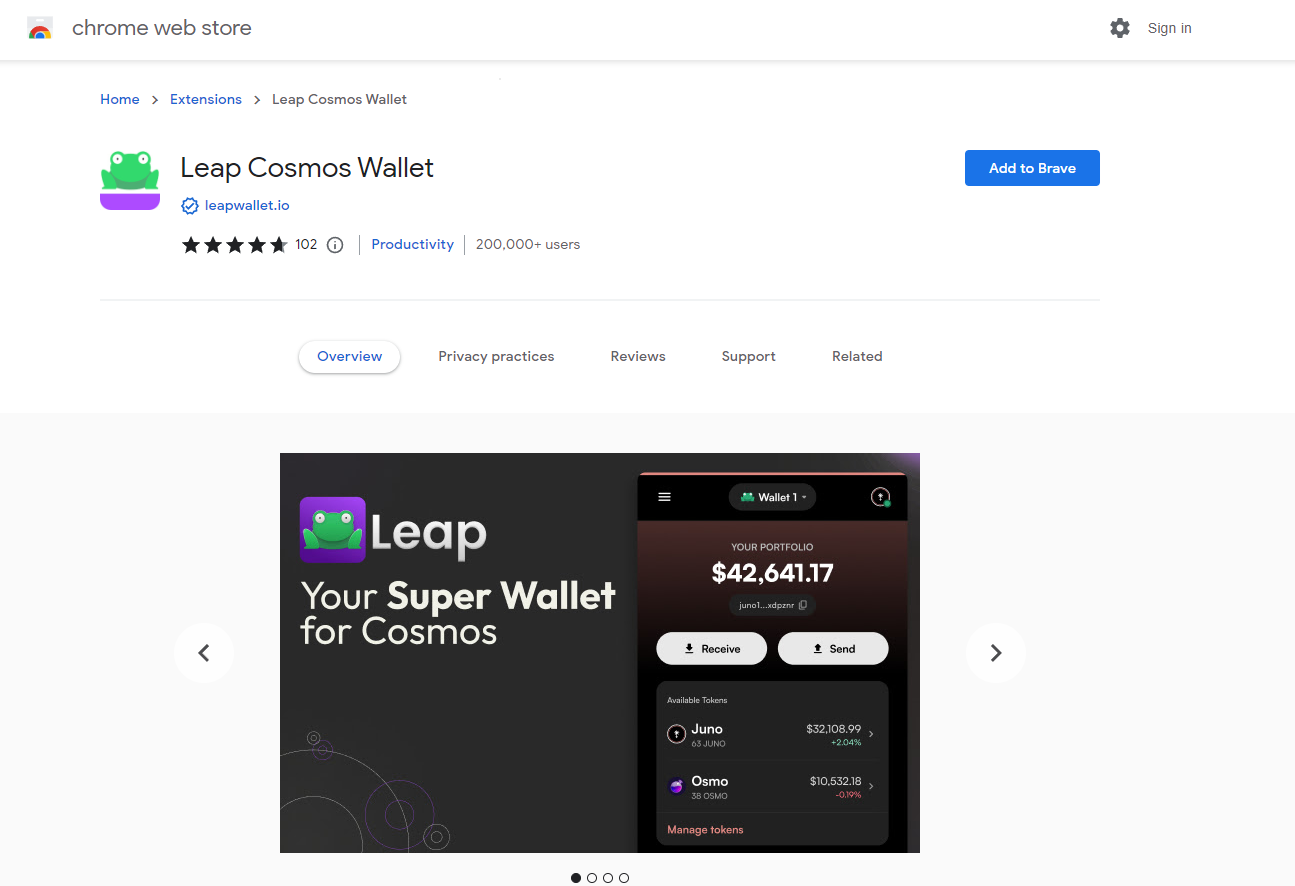 chrome web store
Sign in
Home > Extensions > Leap Cosmos Wallet
Leap Cosmos Wallet
Add to Brave
leapwallet.io
102
Productivity
200,000+ users
Overview
Privacy practices
Reviews
Support
Related
Leap
Your Super Wallet
for Cosmos
Wallet 1
YOUR PORTFOLIO
$42,641.17
juno1...xdpznr
Receive
Send
Available Tokens
Juno
$32,108.99
63 JUNO
+2.04%
Osmo
$10,532.18
38 OSMO
-0.19%
Manage tokens